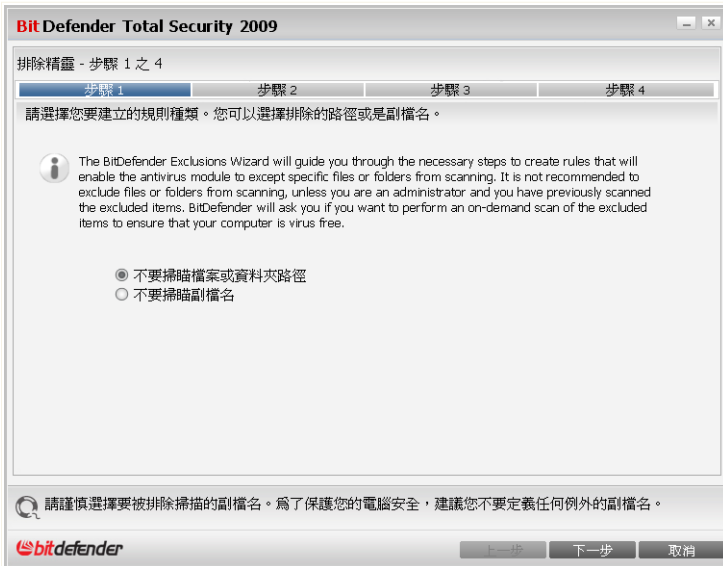 BitDefender Total Security 2009
排除精靈 - 步驟 1 之 4
步驟 1 步驟 2 步驟 3 步驟 4
請選擇您要建立的規則種類。您可以選擇排除的路徑或是副檔名。
The BitDefender Exclusions Wizard will guide you through the necessary steps to create rules that will
enable the antivirus module to except specific files or folders from scanning. It is not recommended to
exclude files or folders from scanning, unless you are an administrator and you have previously scanned
the excluded items. BitDefender will ask you if you want to perform an on-demand scan of the excluded
items to ensure that your computer is virus free.
不要掃瞄檔案或資料夾路徑
不要掃瞄副檔名
請謹慎選擇要被排除掃描的副檔名。爲了保護您的電腦安全，建議您不要定義任何例外的副檔名。
bitdefender
上一步 下一步 取消